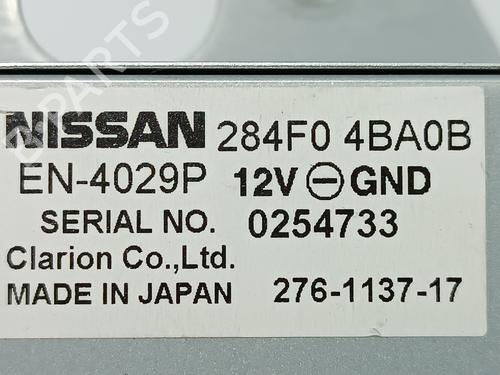 NISSAN 284F0 4BA0B
EN-4029P 12V ⊖ GND
SERIAL NO. 0254733
Clarion Co.,Ltd.
MADE IN JAPAN 276-1137-17